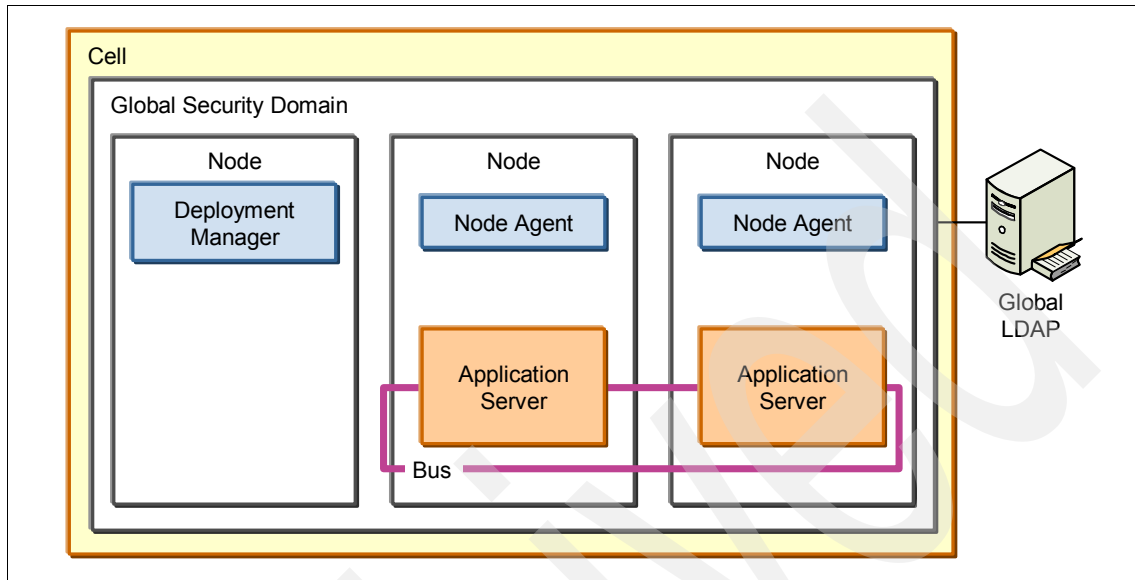 Cell
Global Security Domain
Node
Deployment
Manager
Node
Node Agent
Application
Server
Node
Node Agent
Application
Server
Bus
Global
LDAP